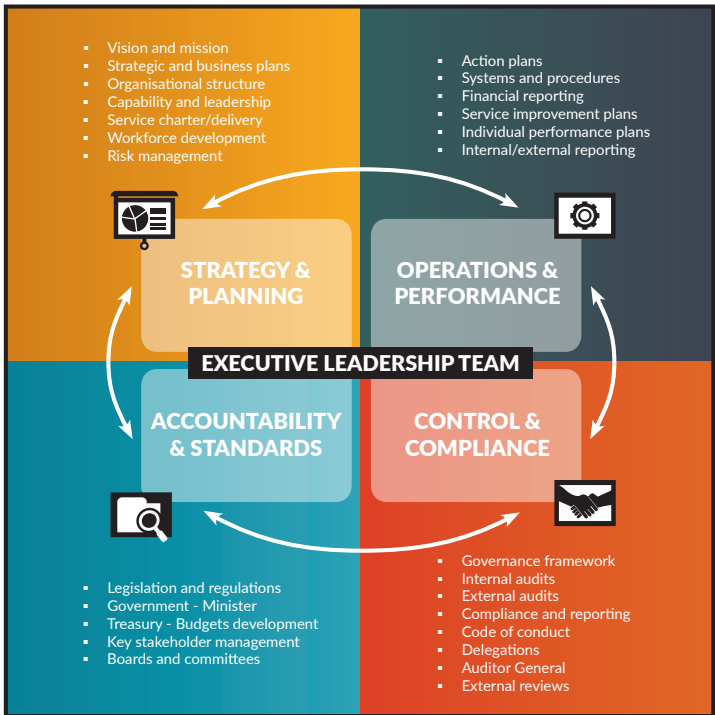 ▪ Vision and mission
▪ Strategic and business plans
▪ Organisational structure
▪ Capability and leadership
▪ Service charter/delivery
▪ Workforce development
▪ Risk management
▪ Action plans
▪ Systems and procedures
▪ Financial reporting
▪ Service improvement plans
▪ Individual performance plans
▪ Internal/external reporting
STRATEGY &
PLANNING
OPERATIONS &
PERFORMANCE
EXECUTIVE LEADERSHIP TEAM
ACCOUNTABILITY
& STANDARDS
CONTROL &
COMPLIANCE
▪ Legislation and regulations
▪ Government - Minister
▪ Treasury - Budgets development
▪ Key stakeholder management
▪ Boards and committees
▪ Governance framework
▪ Internal audits
▪ External audits
▪ Compliance and reporting
▪ Code of conduct
▪ Delegations
▪ Auditor General
▪ External reviews